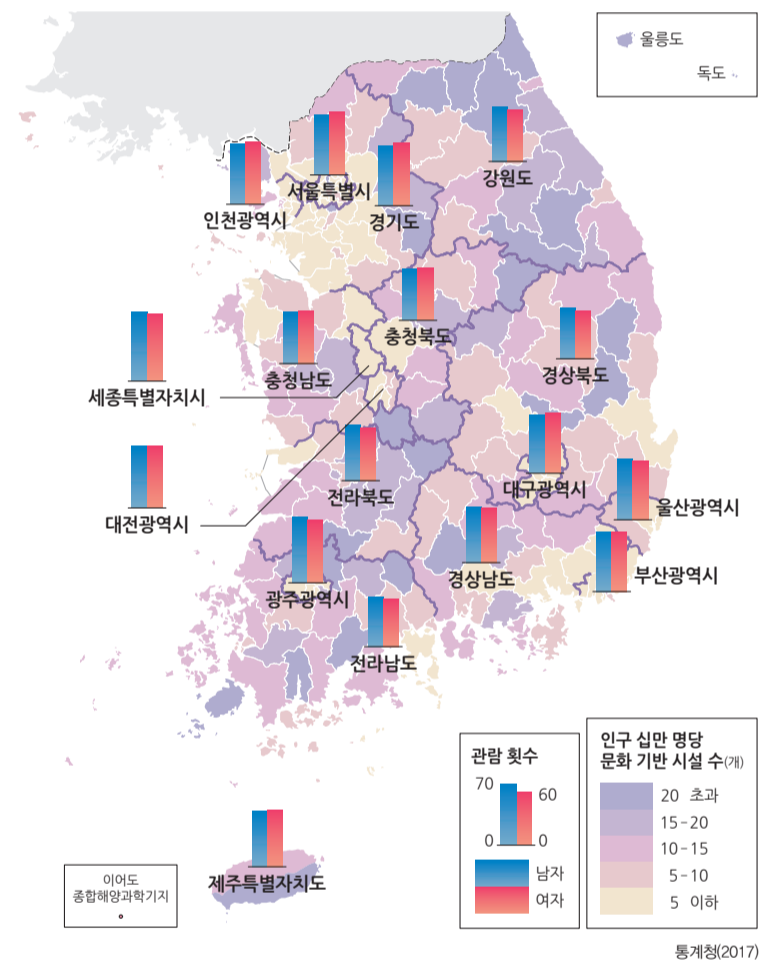 울릉도
독도
서울특별시
인천광역시
경기도
강원도
충청북도
충청남도
경상북도
세종특별자치시
대전광역시
전라북도
대구광역시
울산광역시
광주광역시
경상남도
부산광역시
전라남도
제주특별자치도
이어도
종합해양과학기지
관람 횟수
70
60
0
0
남자
여자
인구 십만 명당
문화 기반 시설 수(개)
20 초과
15-20
10-15
5-10
5 이하
통계청(2017)